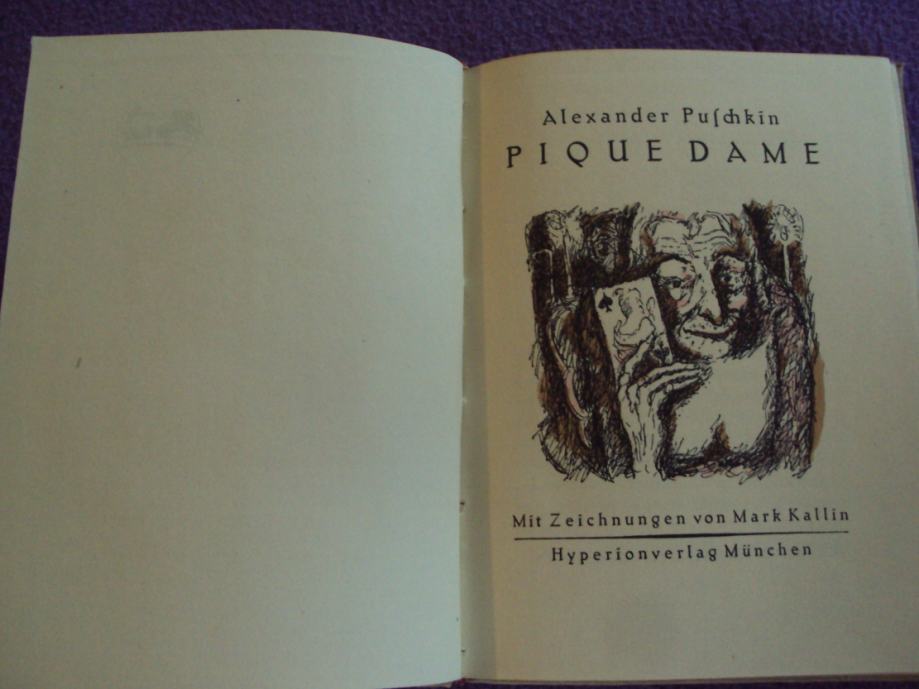 Alexander Puſchkin
PIQUE DAME
Mit Zeichnungen von Mark Kallin
Hyperionverlag München